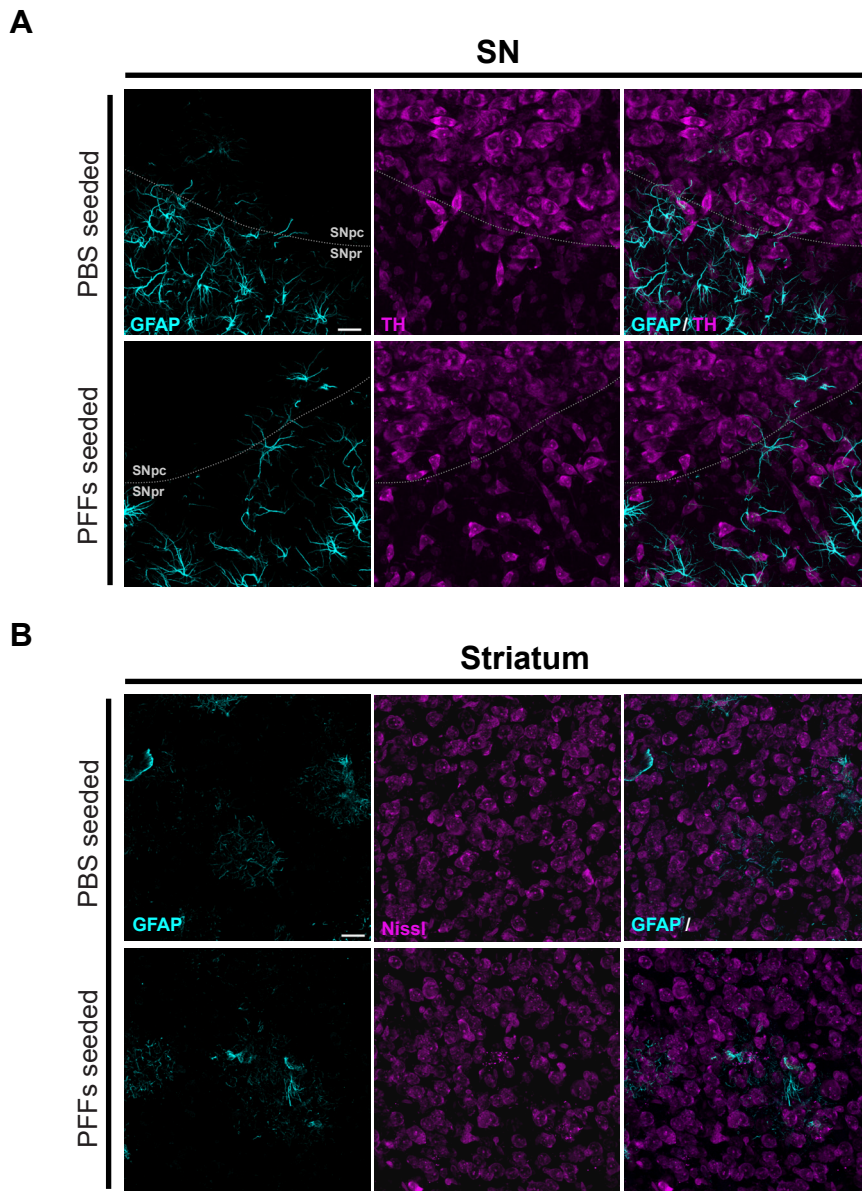 A
SN
PBS seeded
SNpc
SNpr
GFAP
TH
GFAP / TH
PFFs seeded
SNpc
SNpr
B
Striatum
PBS seeded
GFAP
Nissl
GFAP /
PFFs seeded